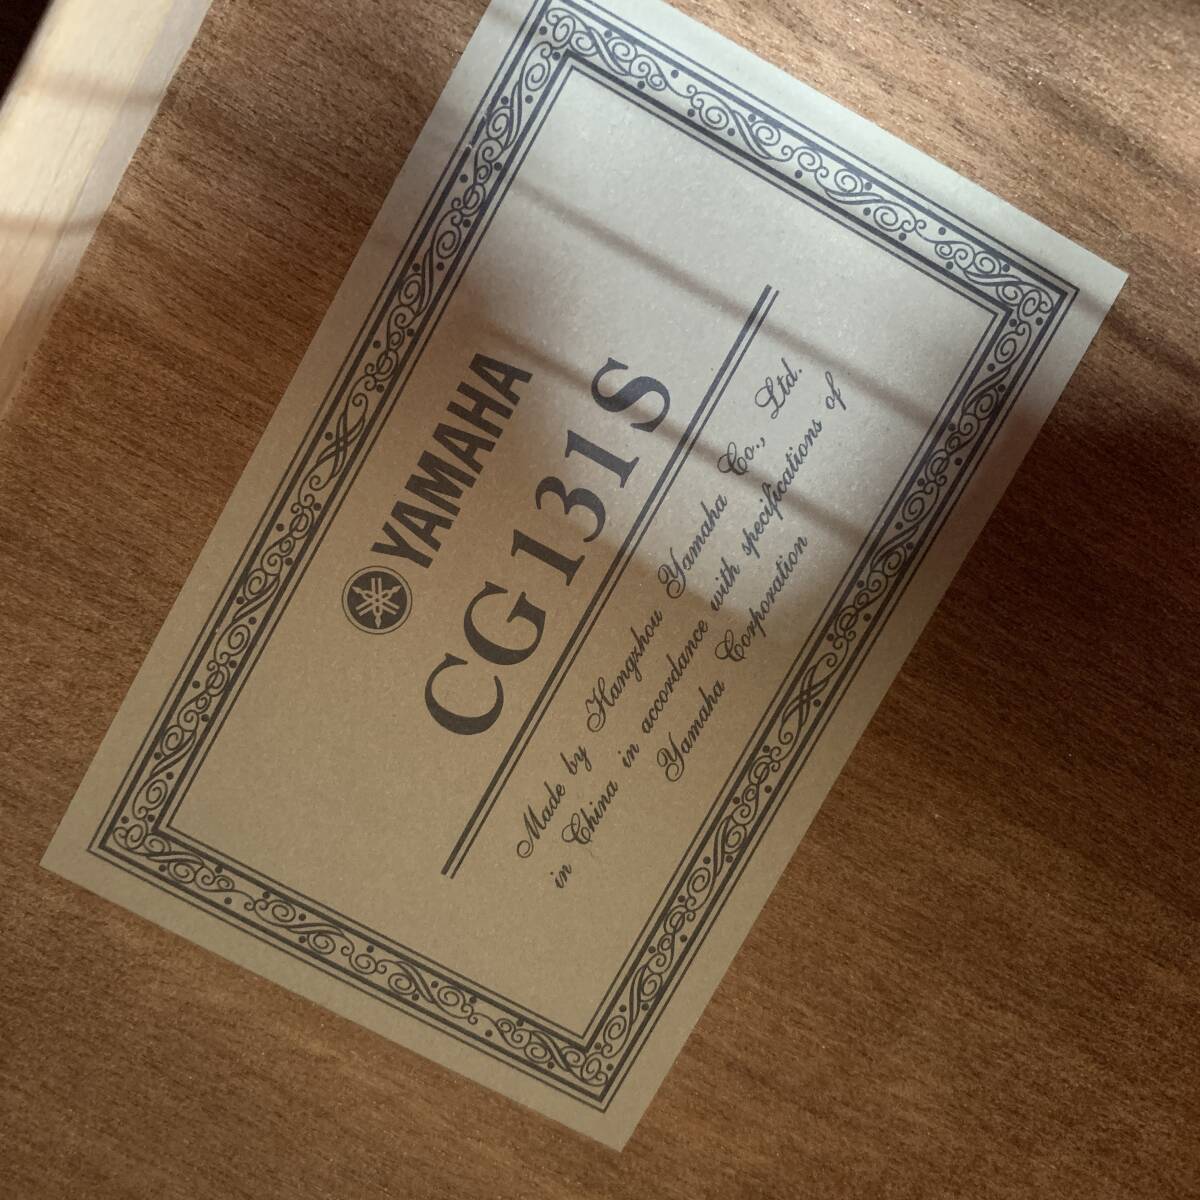 YAMAHA
CG131S
Made by Hangzhou Yamaha Co., Ltd.
in China in accordance with specifications of
Yamaha Corporation